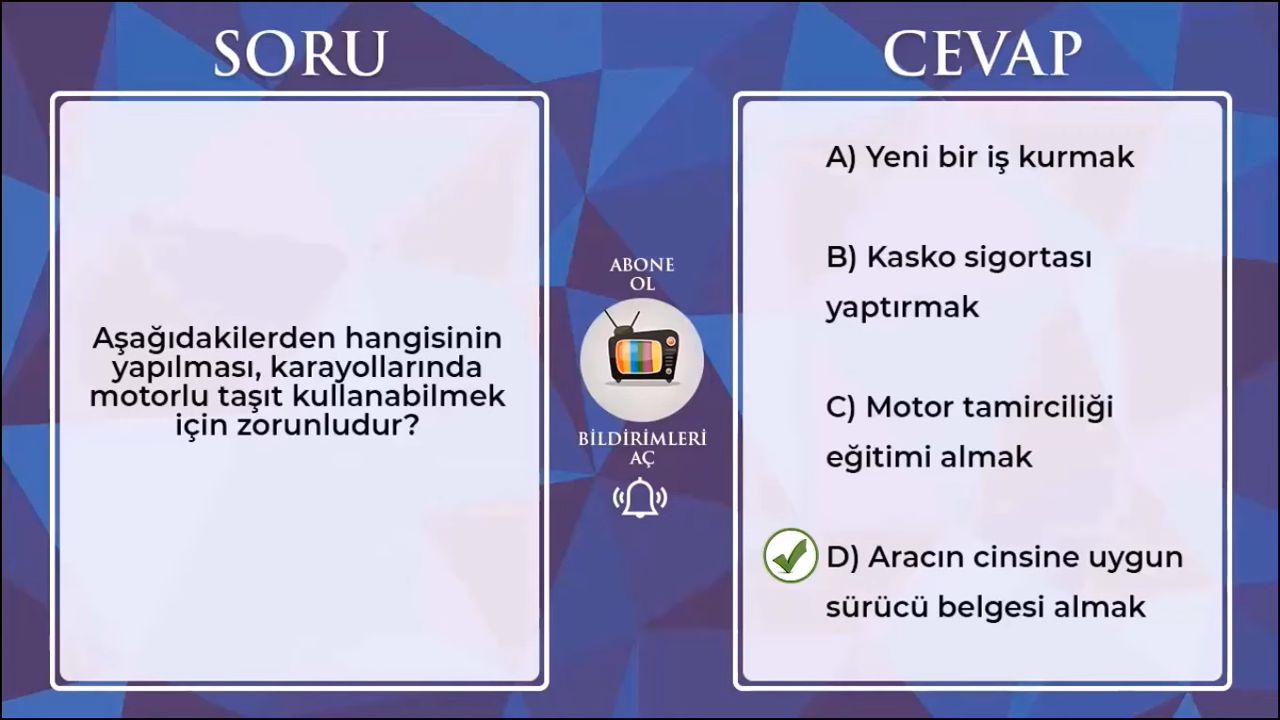 SORU
Aşağıdakilerden hangisinin
yapılması, karayollarında
motorlu taşıt kullanabilmek
için zorunludur?
ABONE
OL
BİLDİRİMLERİ
AÇ
CEVAP
A) Yeni bir iş kurmak
B) Kasko sigortası
yaptırmak
C) Motor tamirciliği
eğitimi almak
D) Aracın cinsine uygun
sürücü belgesi almak